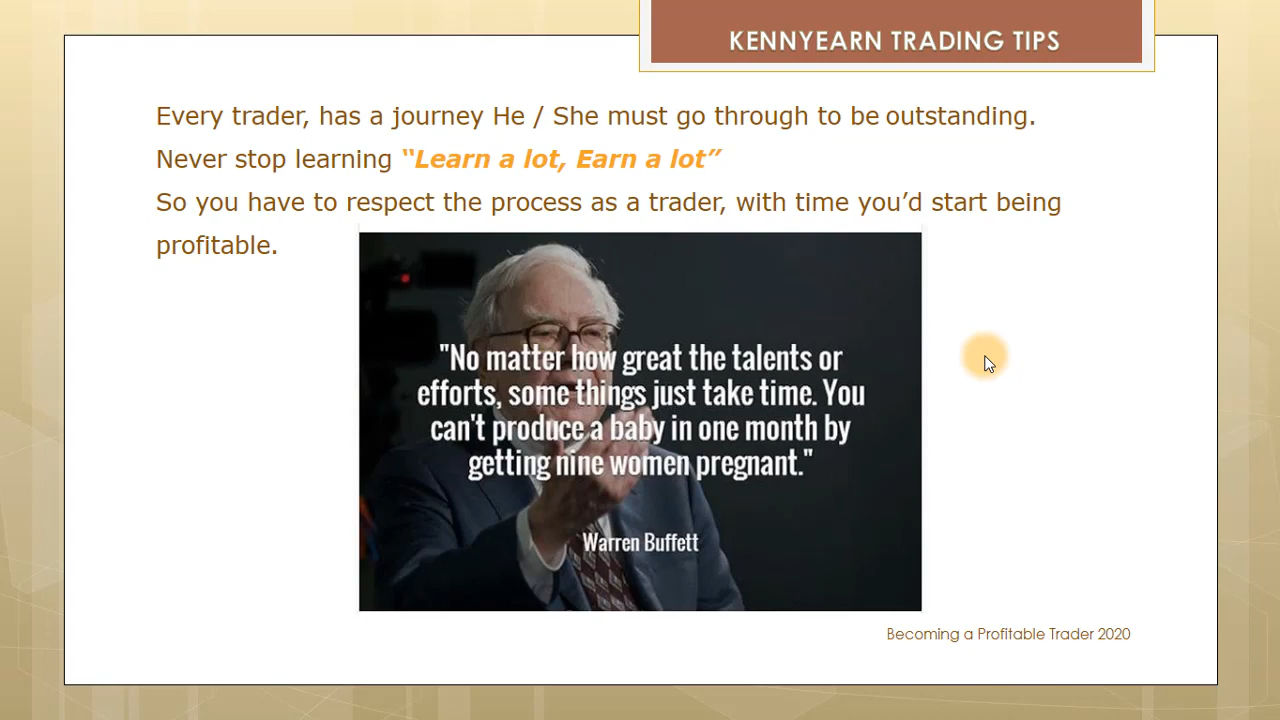 KENNYEARN TRADING TIPS
Every trader, has a journey He / She must go through to be outstanding.
Never stop learning “Learn a lot, Earn a lot”
So you have to respect the process as a trader, with time you’d start being
profitable.
"No matter how great the talents or
efforts, some things just take time. You
can't produce a baby in one month by
getting nine women pregnant."
Warren Buffett
Becoming a Profitable Trader 2020